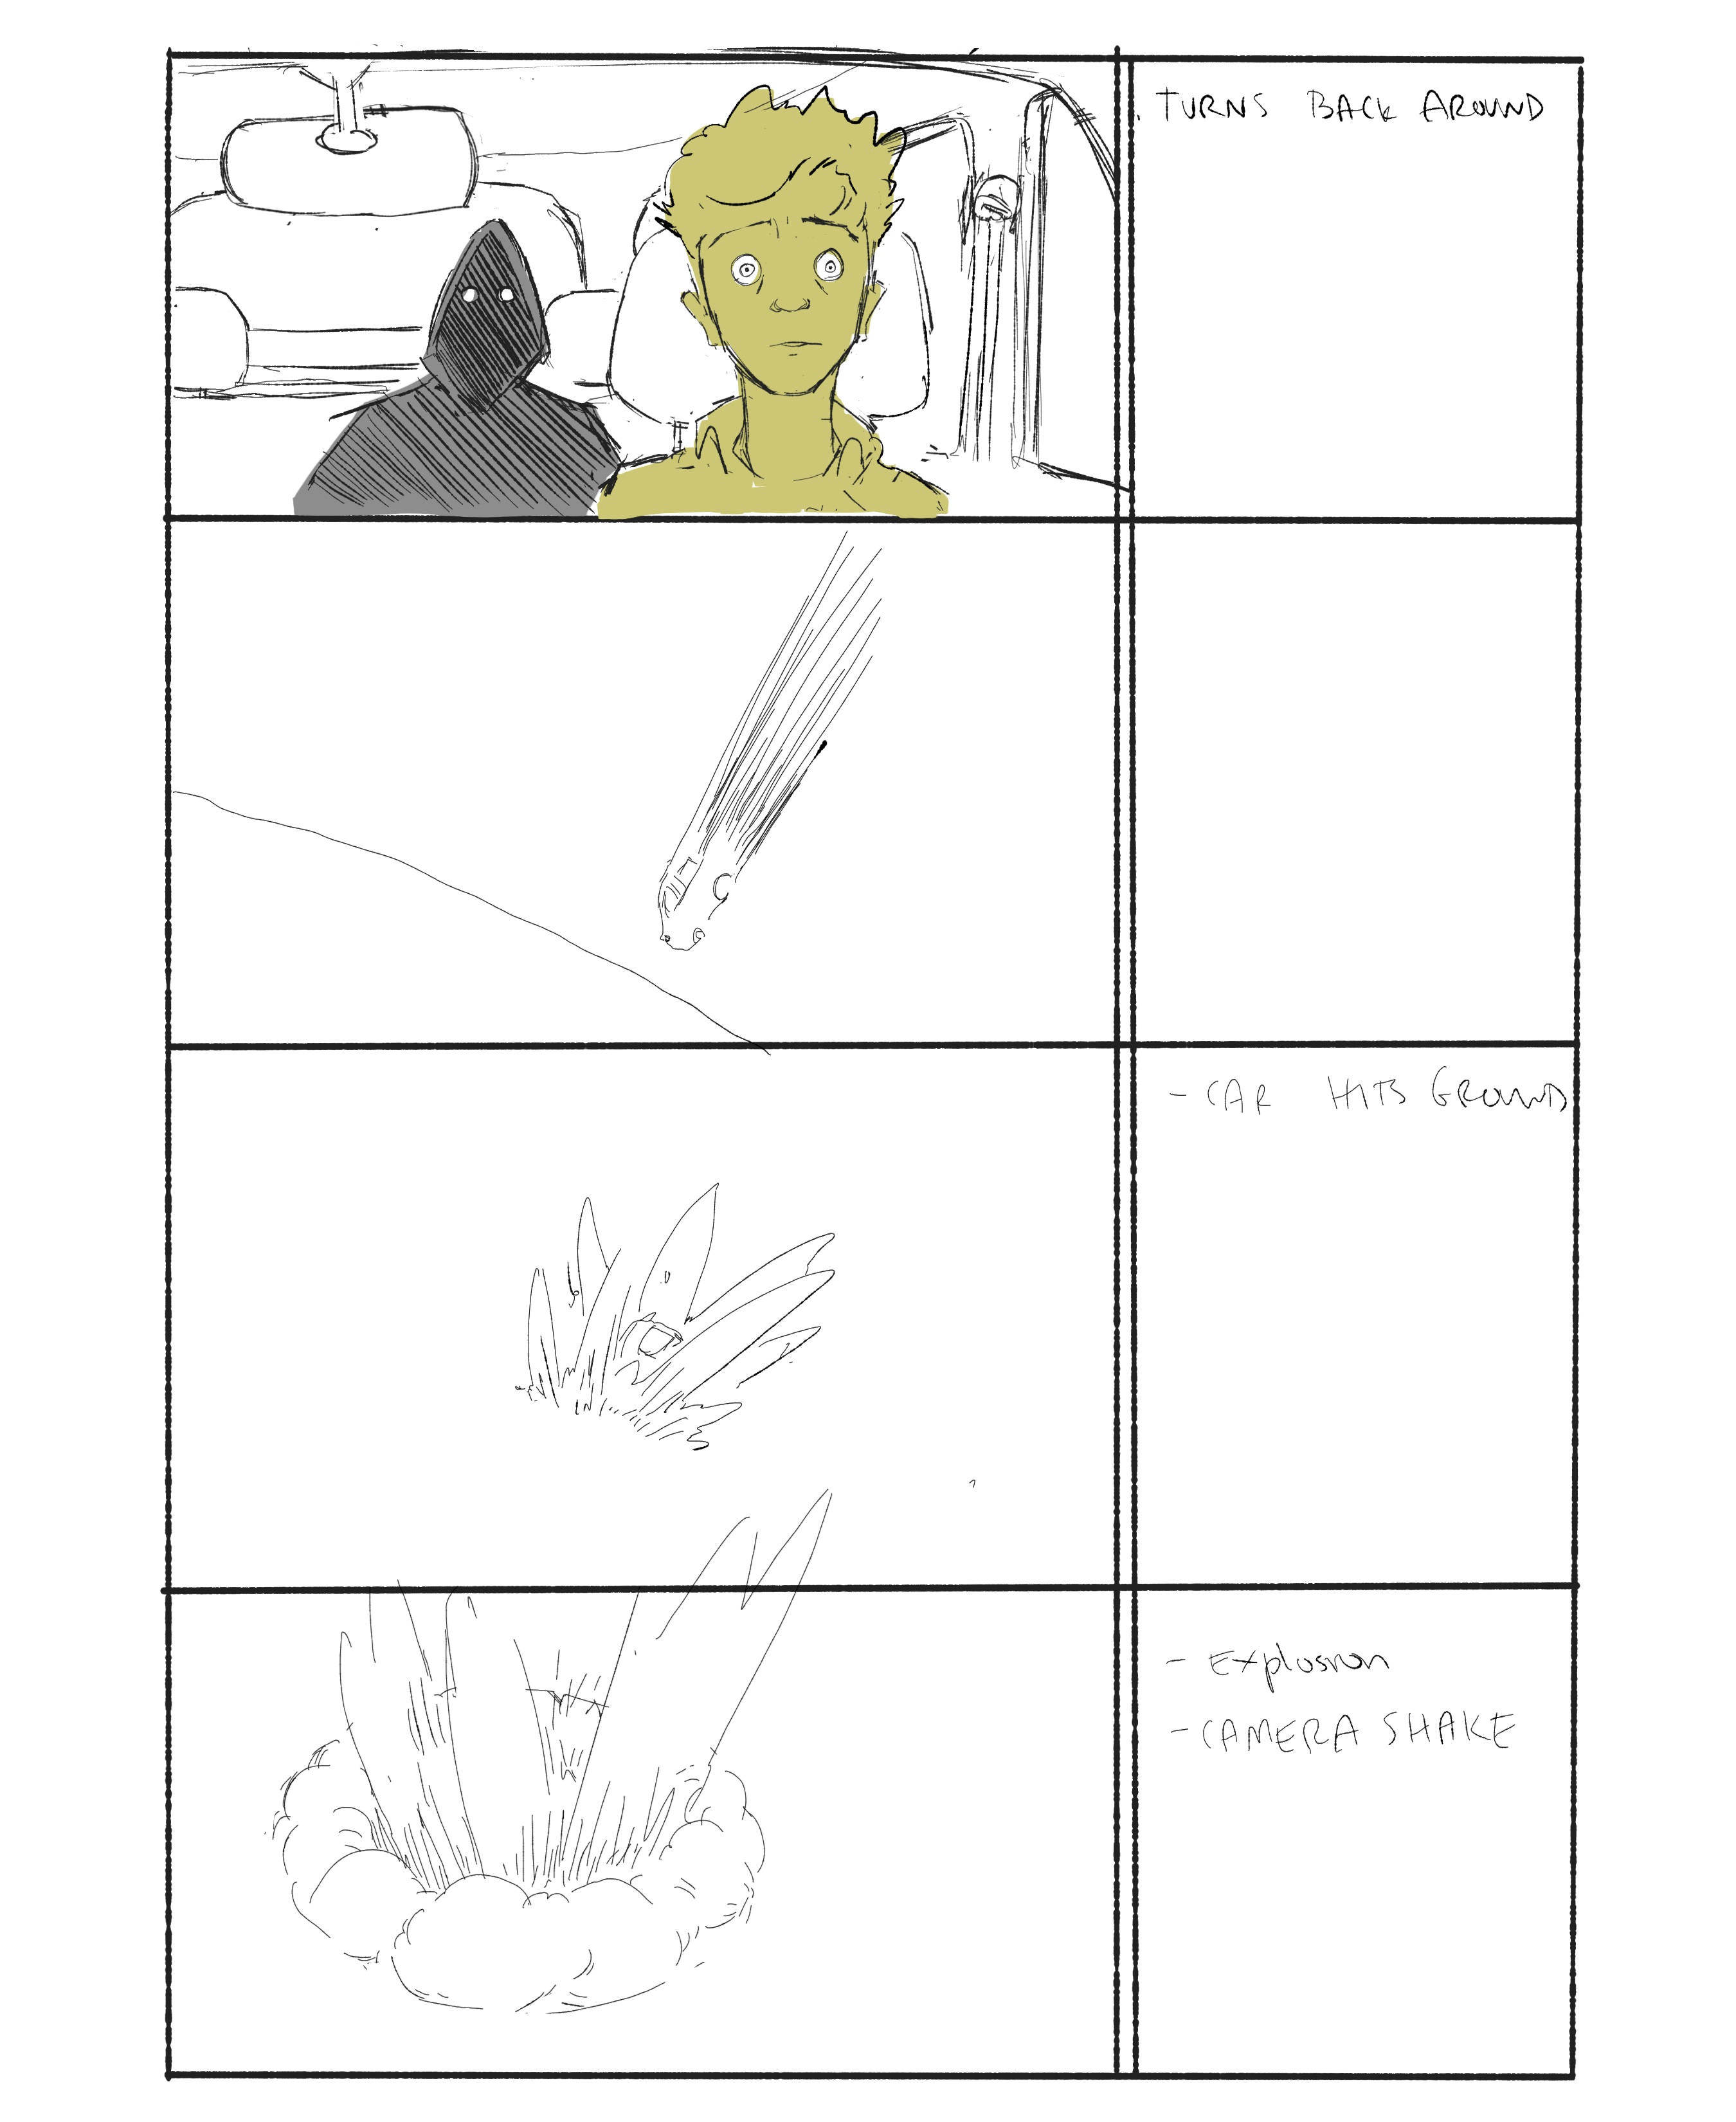 . TURNS BACK AROUND
- CAR HITS GROUND
- Explosion
- CAMERA SHAKE